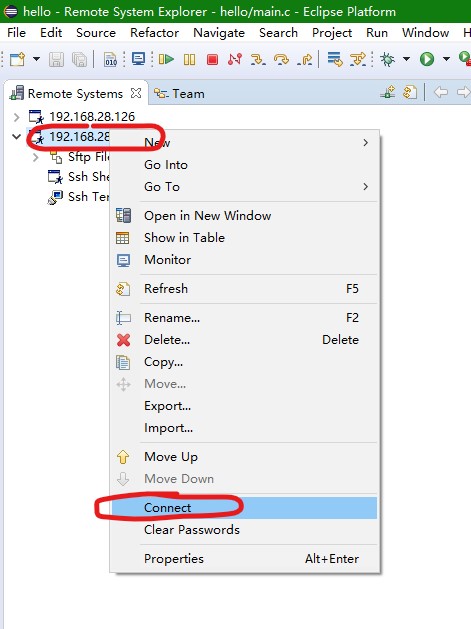 hello - Remote System Explorer - hello/main.c - Eclipse Platform
File Edit Source Refactor Navigate Search Project Run Window H
010
Remote Systems Team
192.168.28.126
192.168.28
New
Sftp File
Go Into
Ssh She
Go To
Ssh Ter
Open in New Window
Show in Table
Monitor
Refresh F5
Rename... F2
Delete... Delete
Copy...
Move...
Export...
Import...
Move Up
Move Down
Connect
Clear Passwords
Properties Alt+Enter